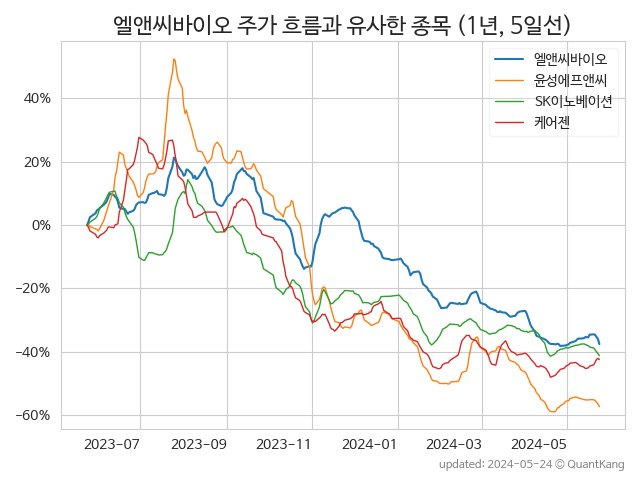 엘앤씨바이오 주가 흐름과 유사한 종목 (1년, 5일선)
엘앤씨바이오
윤성에프앤씨
SK이노베이션
케어젠
40%
20%
0%
−20%
−40%
−60%
2023-07
2023-09
2023-11
2024-01
2024-03
2024-05
updated: 2024-05-24 © QuantKang